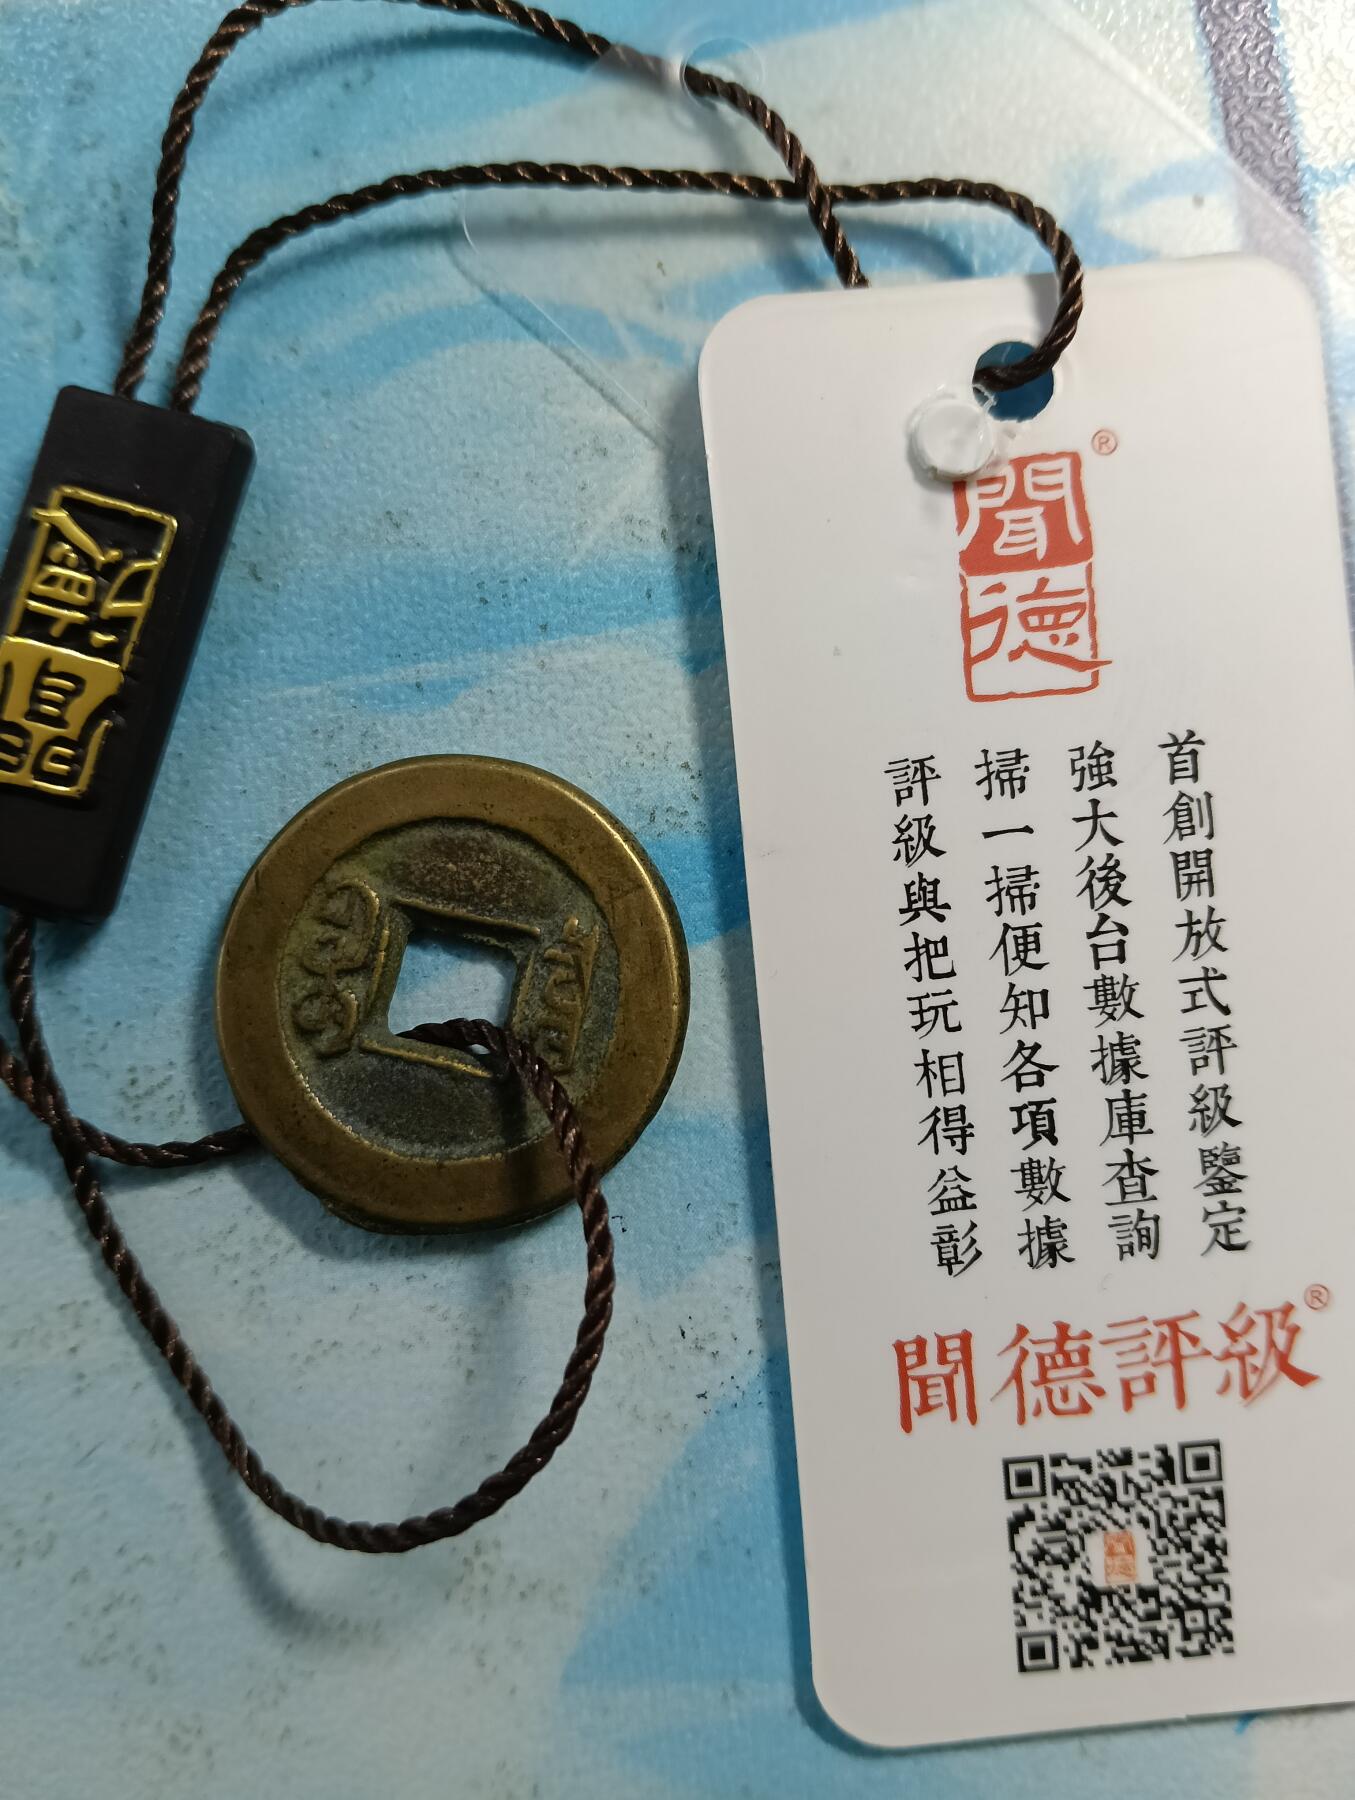 聞德
®
首創開放式評級鑒定
強大後台數據庫查詢
掃一掃便知各項數據
評級與把玩相得益彰
聞德評級®
聞德